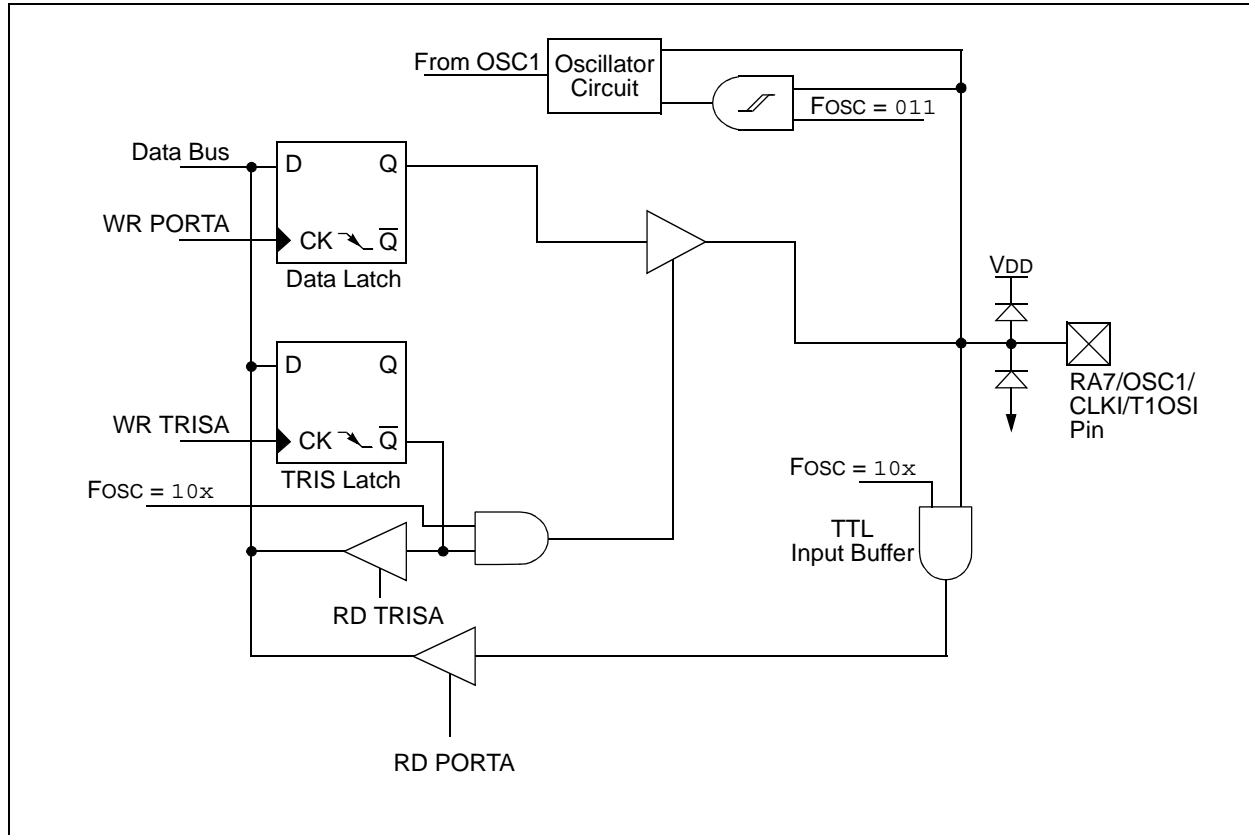 From OSC1
Oscillator
Circuit
FOSC = 011
Data Bus
D
Q
WR PORTA
CK
Q̅
Data Latch
VDD
D
Q
RA7/OSC1/
CLKI/T1OSI
Pin
WR TRISA
CK
Q̅
TRIS Latch
FOSC = 10x
FOSC = 10x
TTL
Input Buffer
RD TRISA
RD PORTA